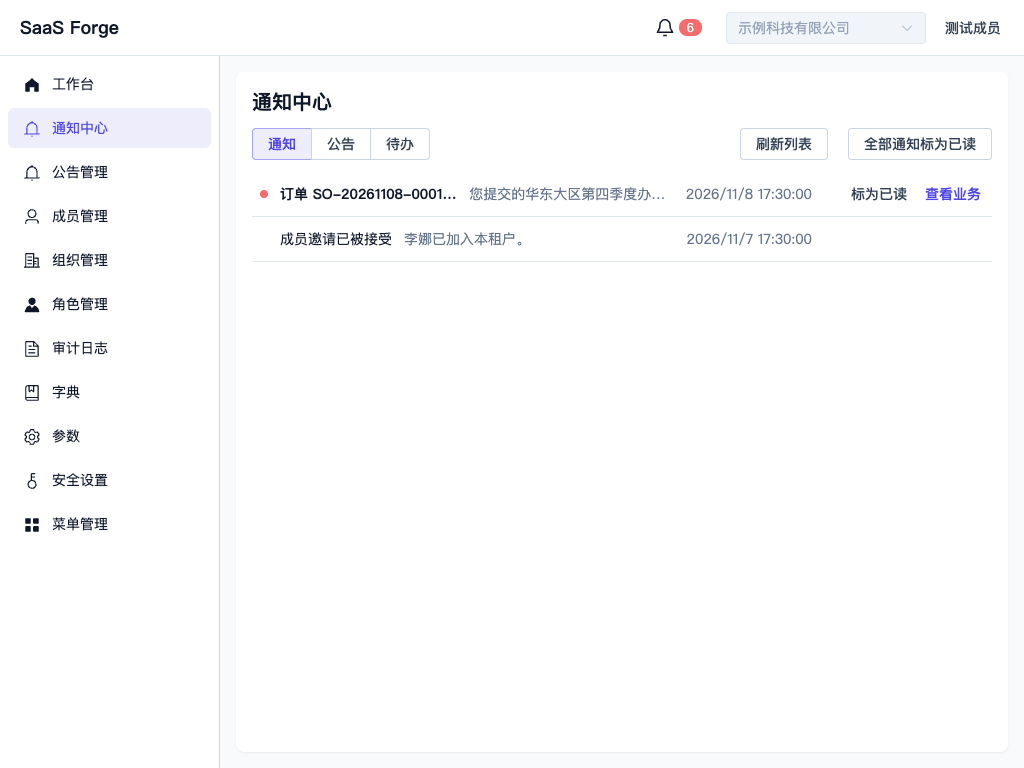 SaaS Forge
6
示例科技有限公司
测试成员
工作台
通知中心
公告管理
成员管理
组织管理
角色管理
审计日志
字典
参数
安全设置
菜单管理
通知中心
通知 公告 待办
刷新列表 全部通知标为已读
订单 SO-20261108-0001... 您提交的华东大区第四季度办... 2026/11/8 17:30:00 标为已读 查看业务
成员邀请已被接受 李娜已加入本租户。 2026/11/7 17:30:00